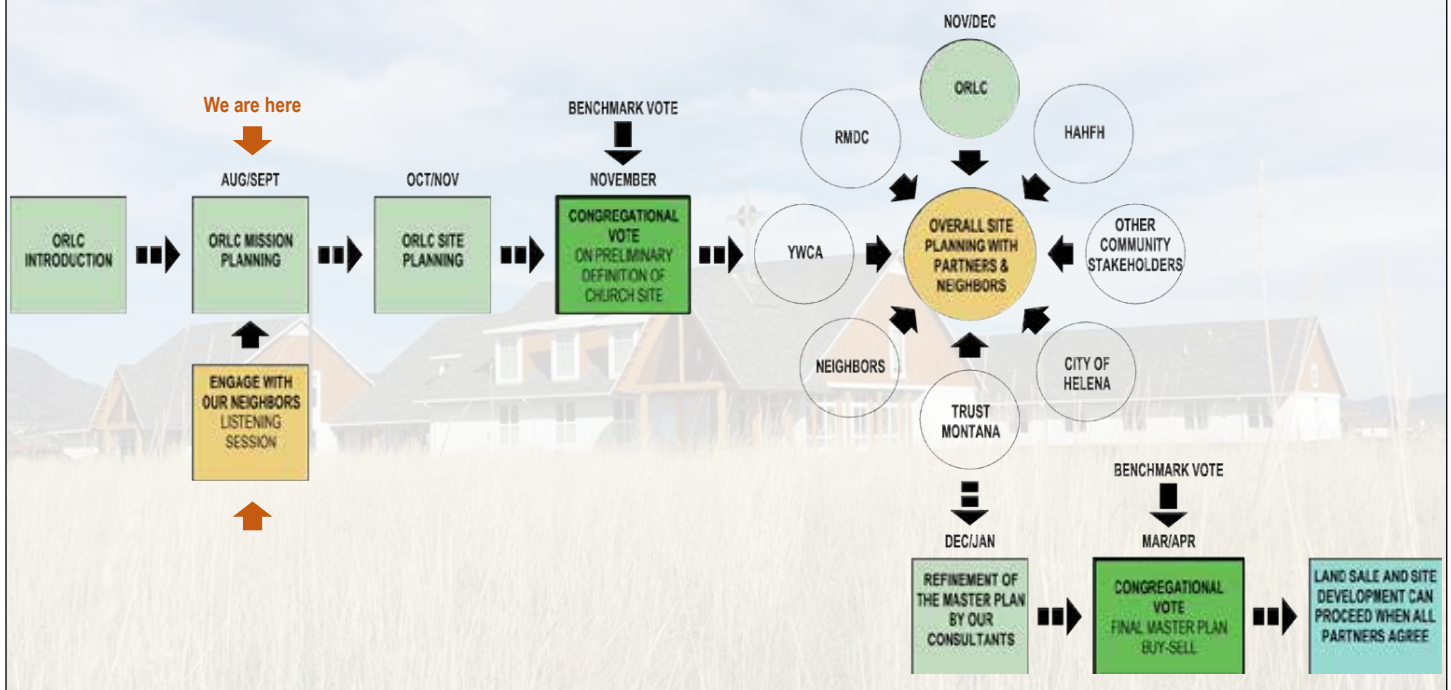 We are here
AUG/SEPT
ORLC
INTRODUCTION
ORLC MISSION
PLANNING
ENGAGE WITH
OUR NEIGHBORS
LISTENING
SESSION
OCT/NOV
ORLC SITE
PLANNING
BENCHMARK VOTE
NOVEMBER
CONGREGATIONAL
VOTE
ON PRELIMINARY
DEFINITION OF
CHURCH SITE
NOV/DEC
ORLC
RMDC
HAHFH
YWCA
OVERALL SITE
PLANNING WITH
PARTNERS &
NEIGHBORS
OTHER
COMMUNITY
STAKEHOLDERS
NEIGHBORS
CITY OF
HELENA
TRUST
MONTANA
DEC/JAN
REFINEMENT OF
THE MASTER PLAN
BY OUR
CONSULTANTS
BENCHMARK VOTE
MAR/APR
CONGREGATIONAL
VOTE
FINAL MASTER PLAN
BUY-SELL
LAND SALE AND SITE
DEVELOPMENT CAN
PROCEED WHEN ALL
PARTNERS AGREE